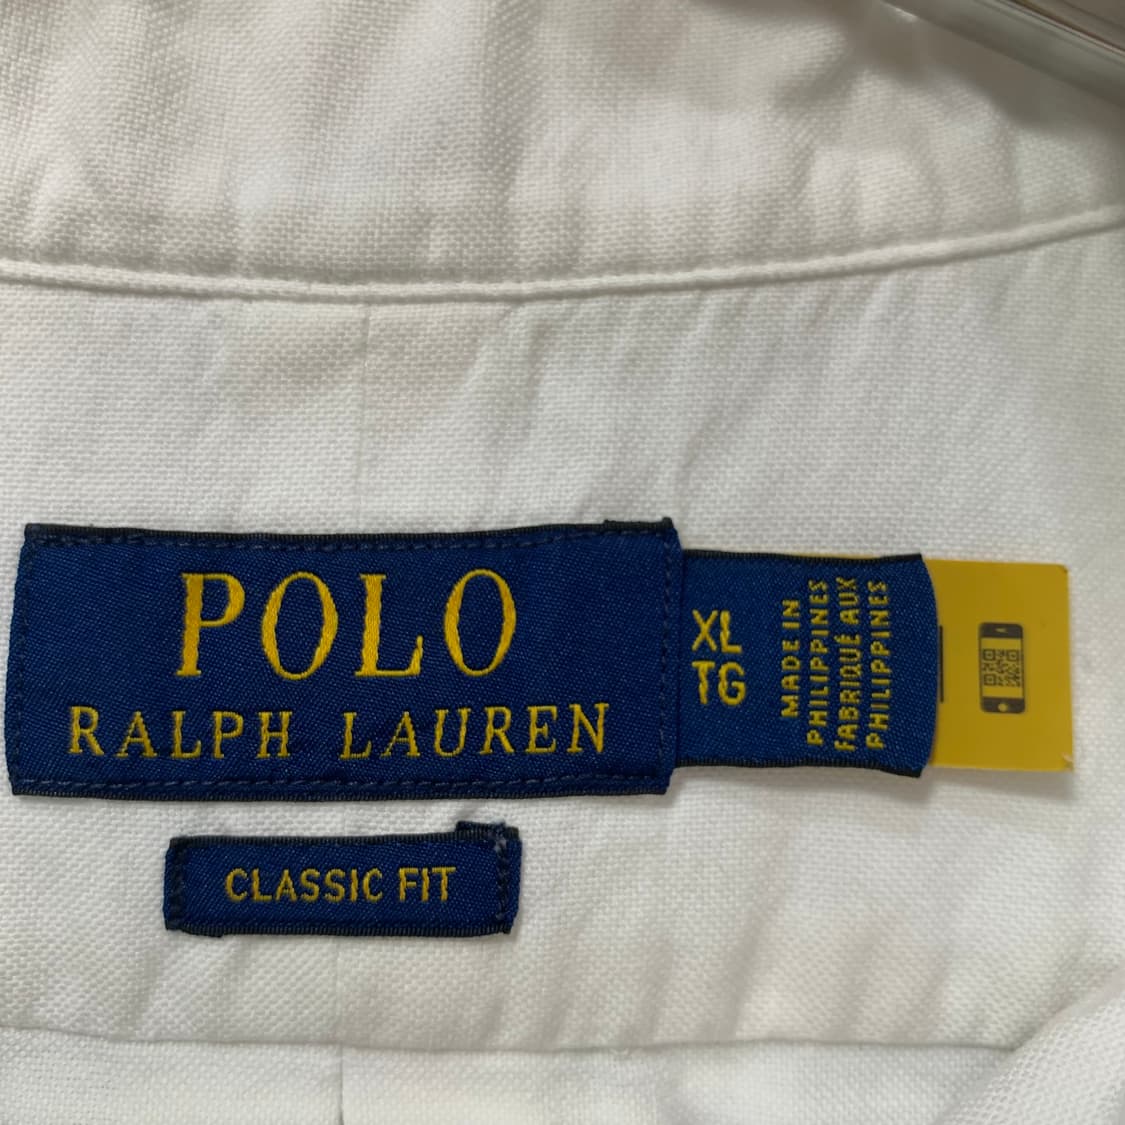 POLO
RALPH LAUREN
XL
TG
MADE IN
PHILIPPINES
FABRIQUÉ AUX
PHILIPPINES
CLASSIC FIT